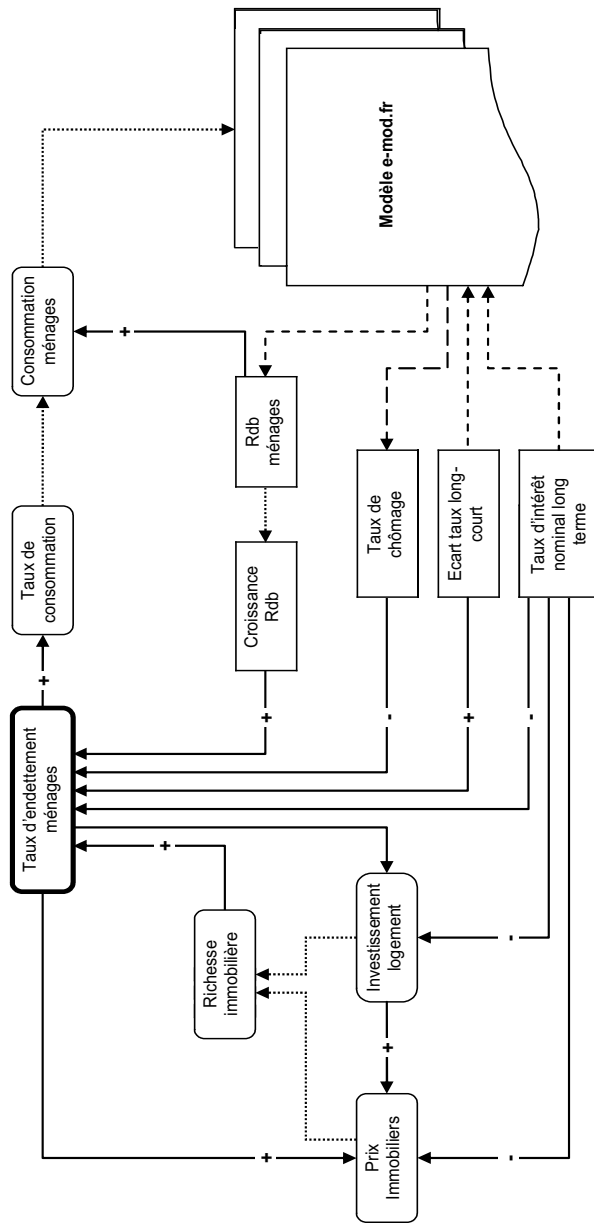 Taux d'endettement
ménages
+
Taux de
consommation
Consommation
ménages
+
+
Richesse
immobilière
+
+
Croissance
Rdb
Rdb
ménages
Modèle e-mod.fr
Prix
Immobiliers
+
Investissement
logement
-
Taux de
chômage
+
Ecart taux long-
court
-
-
-
Taux d'intérêt
nominal long
terme